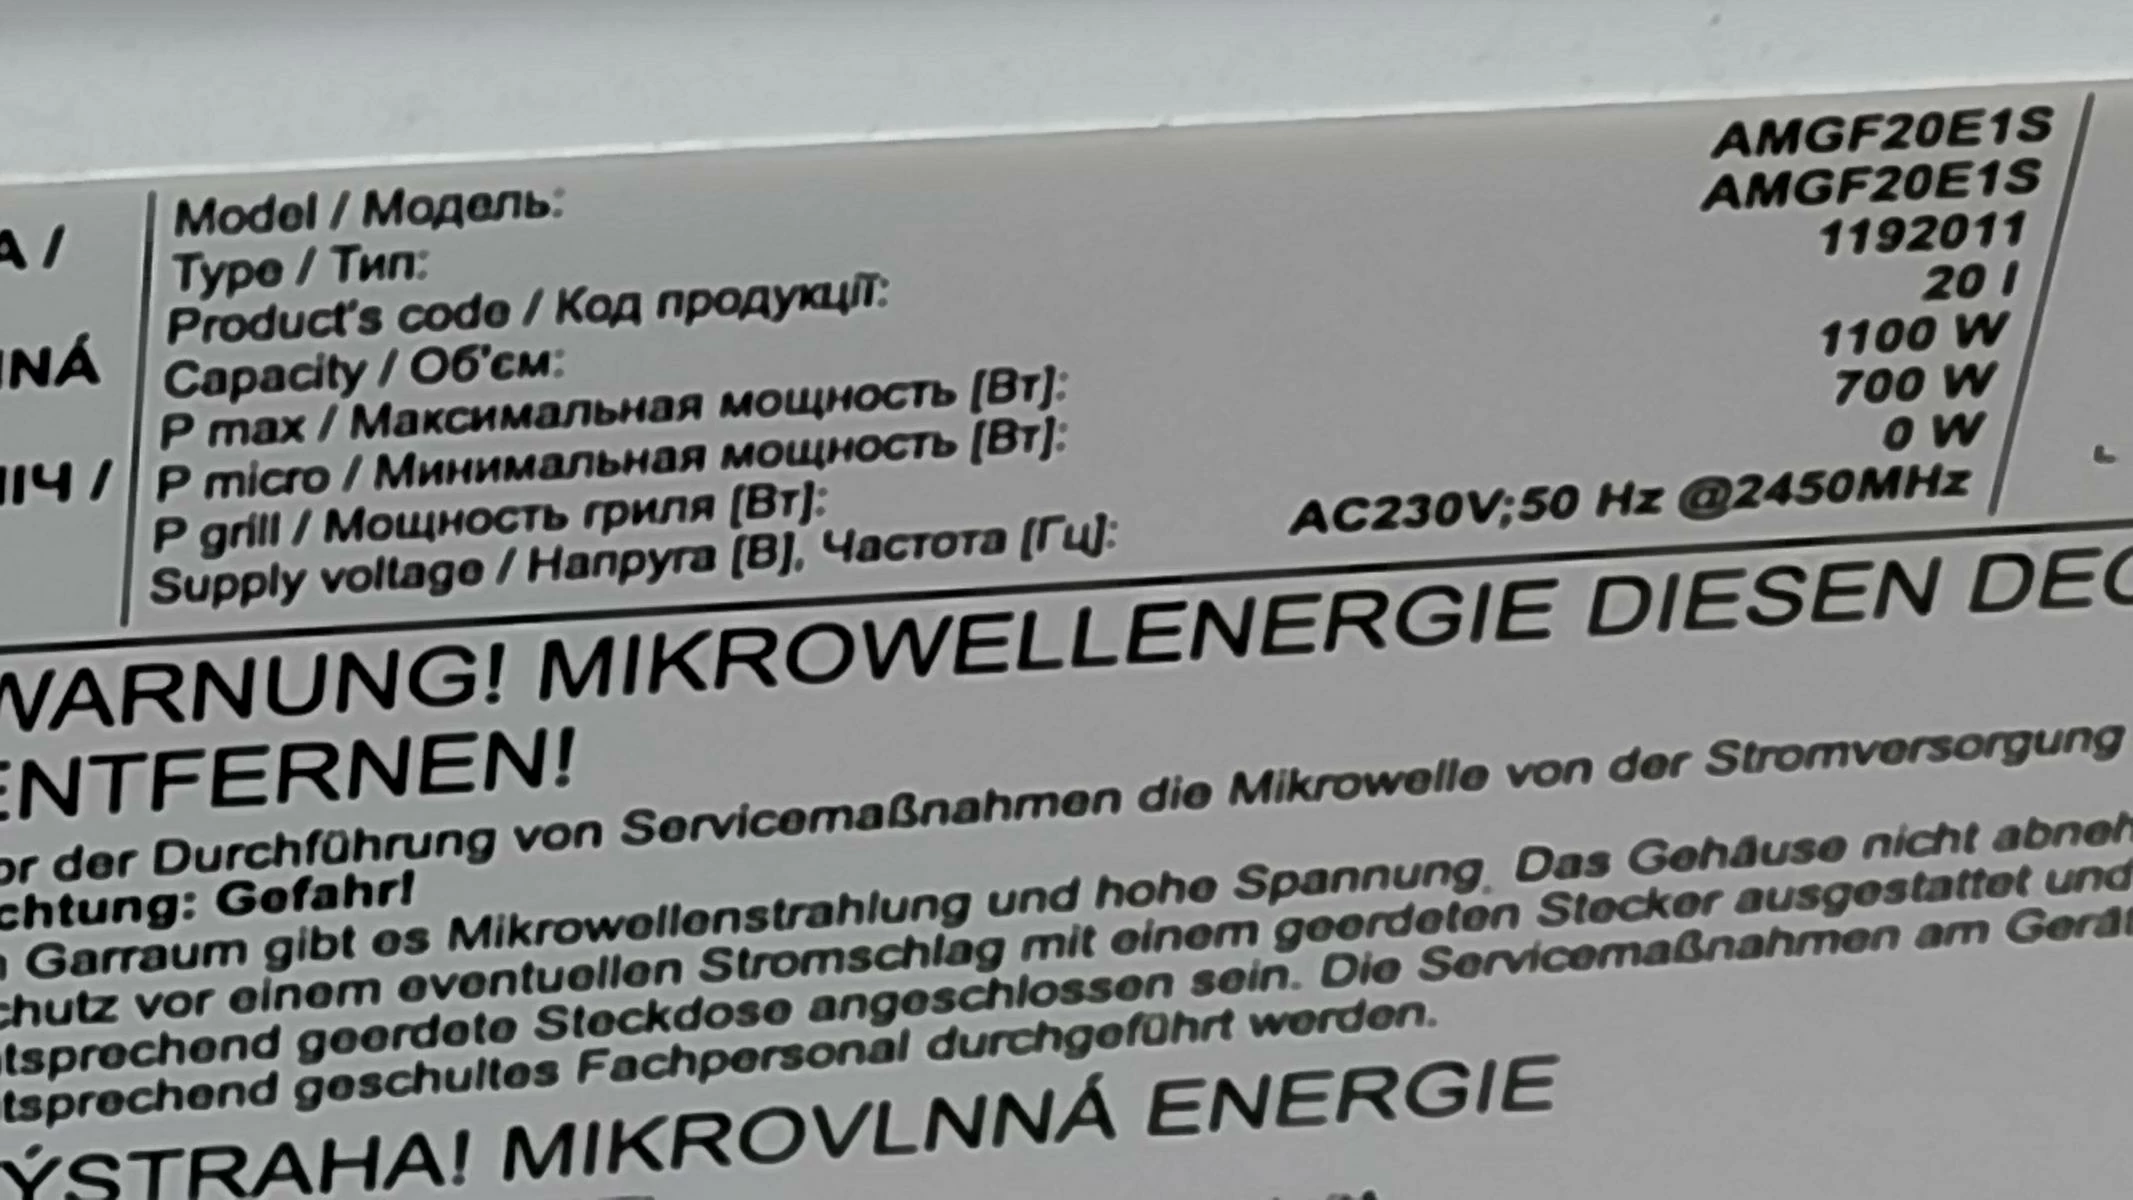 Model / Модель: AMGF20E1S
Type / Тип: AMGF20E1S
Product's code / Код продукції: 1192011
Capacity / Об'єм: 20 l
P max / Максимальная мощность [Вт]: 1100 W
P micro / Минимальная мощность [Вт]: 700 W
P grill / Мощность гриля [Вт]: 0 W
Supply voltage / Напруга [В], Частота [Гц]: AC230V;50 Hz @2450MHz
A /
NÁ
ІЧ /
WARNUNG! MIKROWELLENERGIE DIESEN DEC
ENTFERNEN!
or der Durchführung von Servicemaßnahmen die Mikrowelle von der Stromversorgung
chtung: Gefahr!
Garraum gibt es Mikrowellenstrahlung und hohe Spannung. Das Gehäuse nicht abneh
chutz vor einem eventuellen Stromschlag mit einem geerdeten Stecker ausgestattet und
tsprechend geerdete Steckdose angeschlossen sein. Die Servicemaßnahmen am Gerät
tsprechend geschultes Fachpersonal durchgeführt werden.
ÝSTRAHA! MIKROVLNNÁ ENERGIE